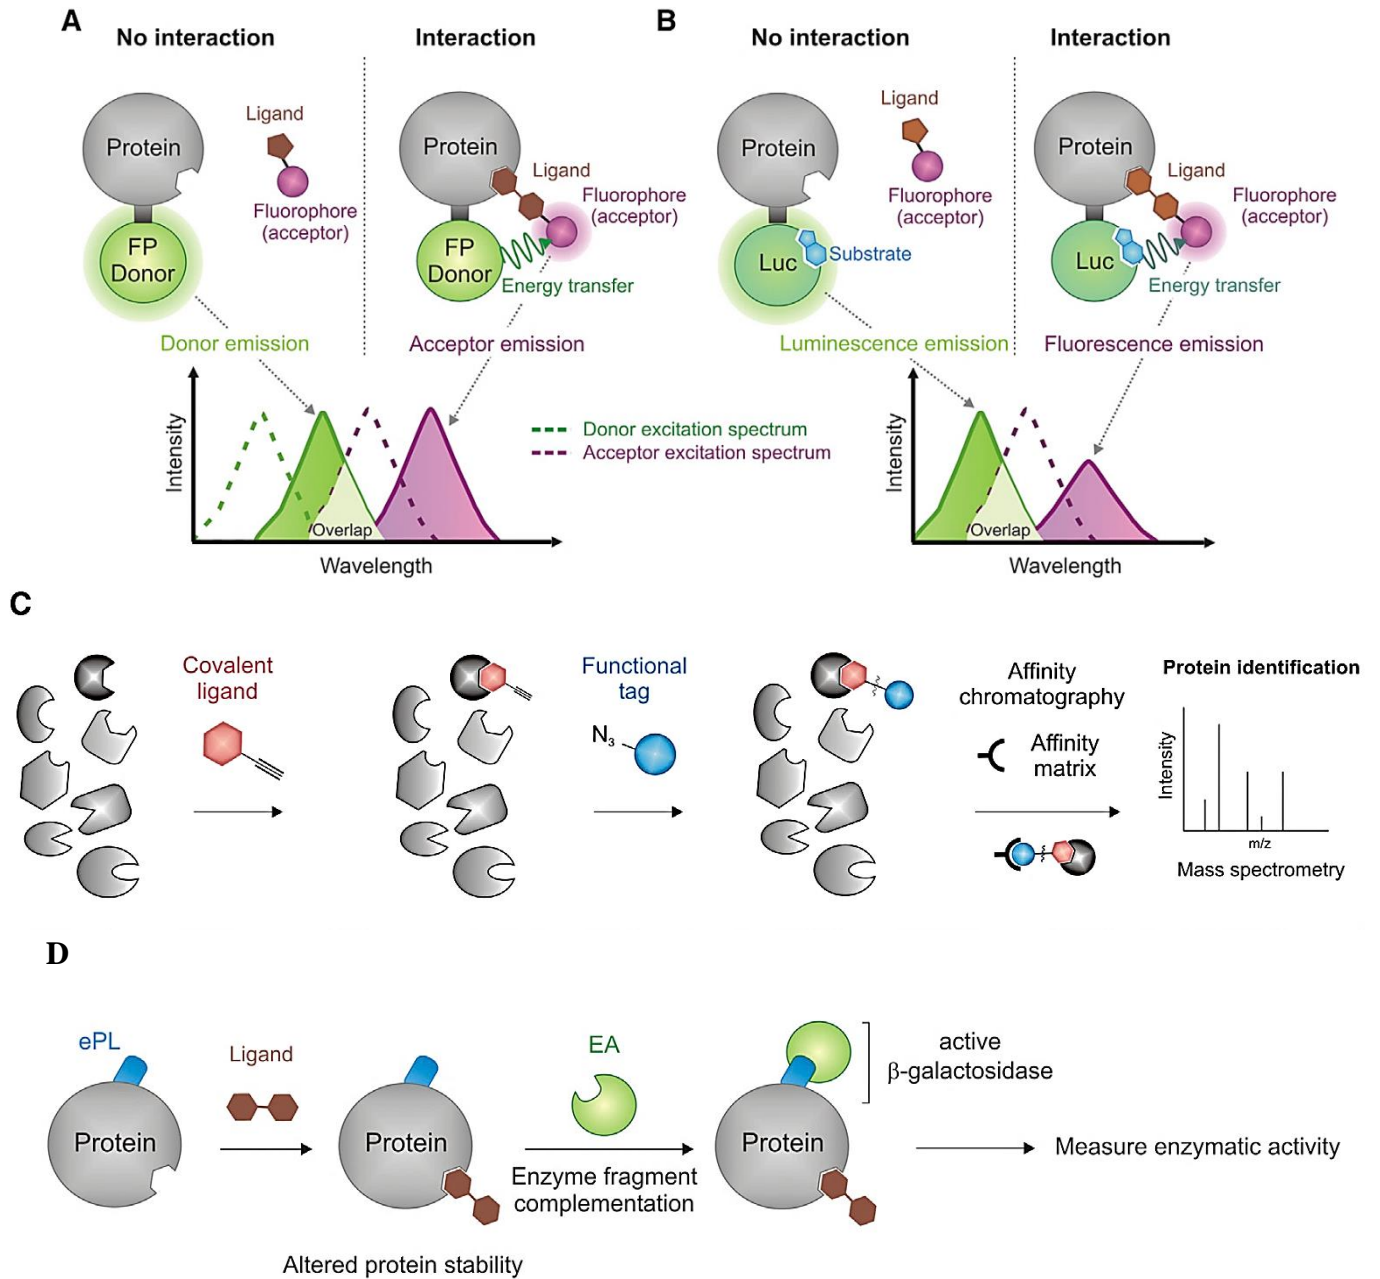 A
No interaction
Interaction
Protein
Ligand
Fluorophore
(acceptor)
FP
Donor
Protein
Ligand
Fluorophore
(acceptor)
FP
Donor
Energy transfer
Donor emission
Acceptor emission
Intensity
Overlap
Wavelength
Donor excitation spectrum
Acceptor excitation spectrum
B
No interaction
Interaction
Protein
Ligand
Fluorophore
(acceptor)
Luc
Substrate
Protein
Ligand
Fluorophore
(acceptor)
Luc
Energy transfer
Luminescence emission
Fluorescence emission
Intensity
Overlap
Wavelength
C
Covalent
ligand
Functional
tag
N3
Affinity
chromatography
Affinity
matrix
Protein identification
Intensity
m/z
Mass spectrometry
D
ePL
Protein
Ligand
Protein
Altered protein stability
EA
Enzyme fragment
complementation
Protein
active
β-galactosidase
Measure enzymatic activity